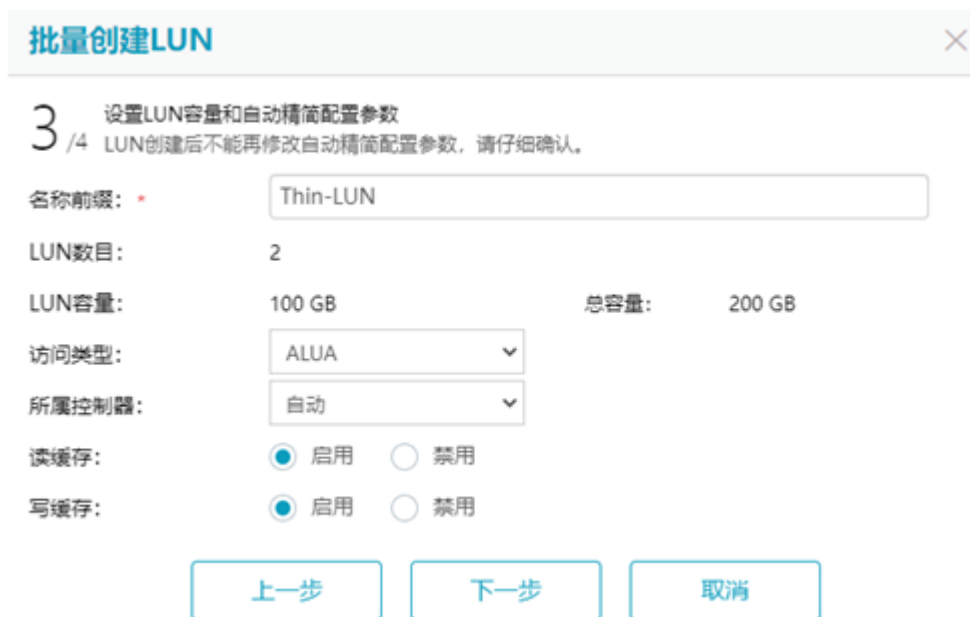 批量创建LUN
3/4 设置LUN容量和自动精简配置参数
LUN创建后不能再修改自动精简配置参数，请仔细确认。
名称前缀： * Thin-LUN
LUN数目： 2
LUN容量： 100 GB 总容量： 200 GB
访问类型： ALUA
所属控制器： 自动
读缓存： 启用 禁用
写缓存： 启用 禁用
上一步 下一步 取消